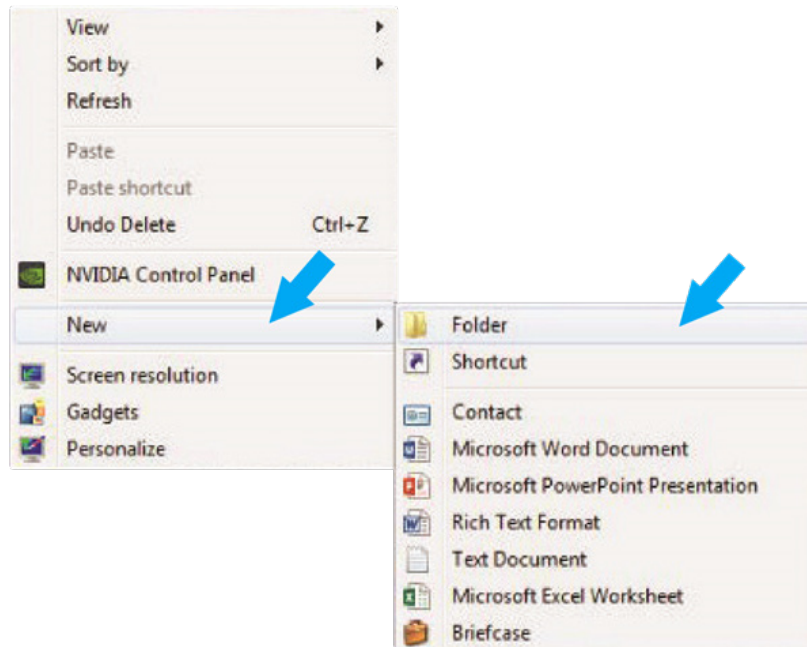 View
Sort by
Refresh
Paste
Paste shortcut
Undo Delete Ctrl+Z
NVIDIA Control Panel
New
Screen resolution
Gadgets
Personalize
Folder
Shortcut
Contact
Microsoft Word Document
Microsoft PowerPoint Presentation
Rich Text Format
Text Document
Microsoft Excel Worksheet
Briefcase